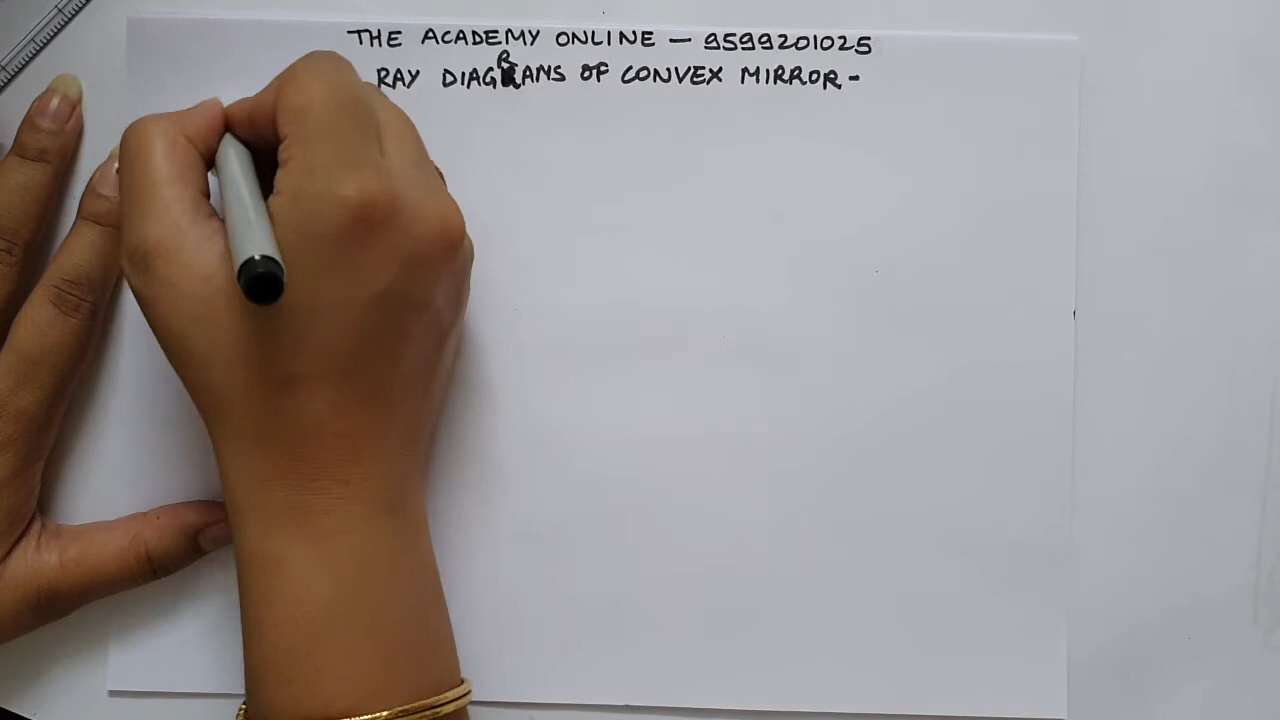 THE ACADEMY ONLINE - 9599201025
RAY DIAGRAMS OF CONVEX MIRROR -